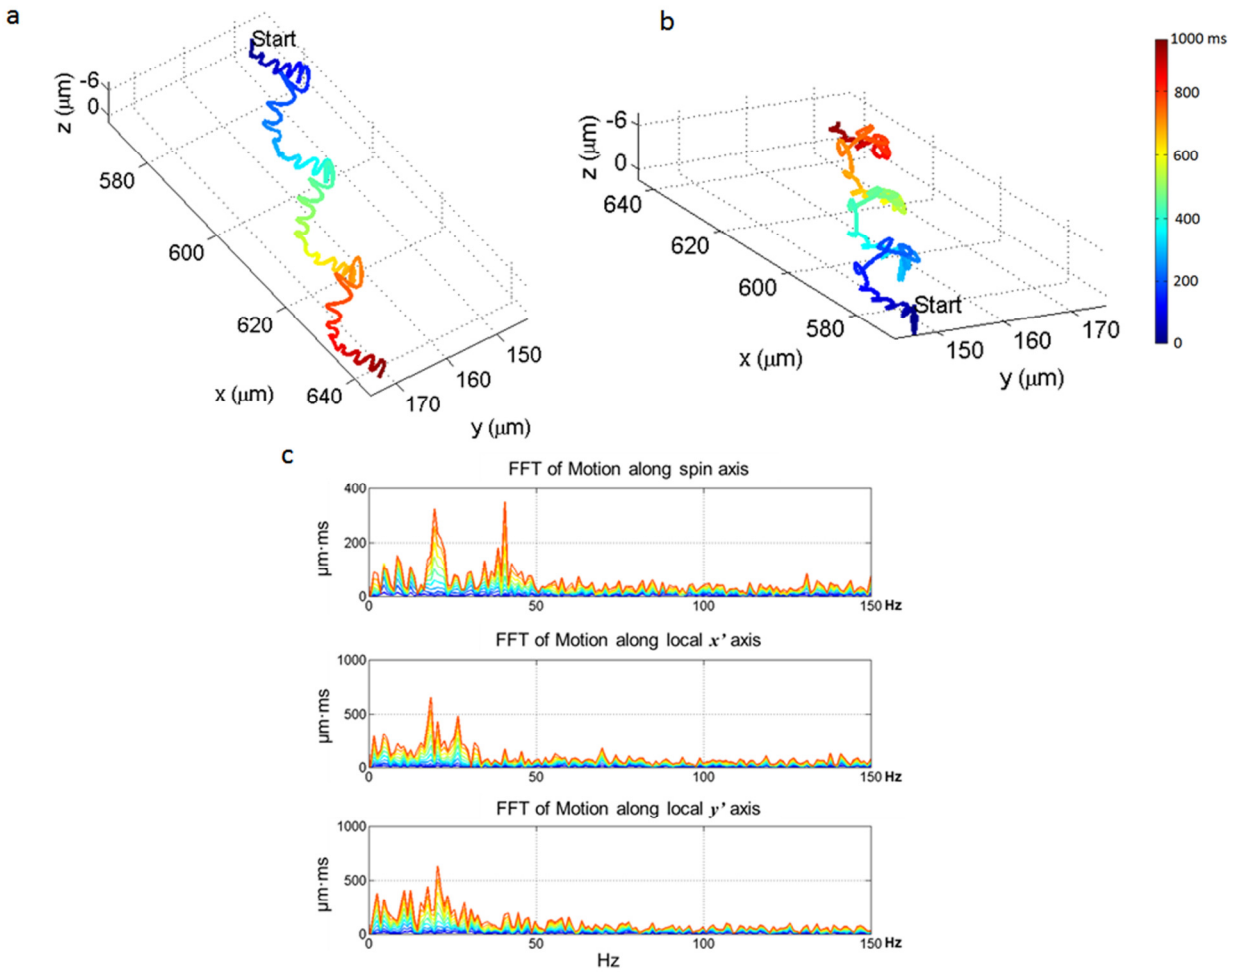 a
Start
-6
0
z (μm)
580
600
620
640
x (μm)
150
160
170
y (μm)
b
-6
0
z (μm)
640
620
600
580
x (μm)
Start
150
160
170
y (μm)
1000 ms
800
600
400
200
0
c
FFT of Motion along spin axis
400
200
0
μm·ms
0 50 100 150 Hz
FFT of Motion along local x’ axis
1000
500
0
μm·ms
0 50 100 150 Hz
FFT of Motion along local y’ axis
1000
500
0
μm·ms
0 50 100 150 Hz
Hz